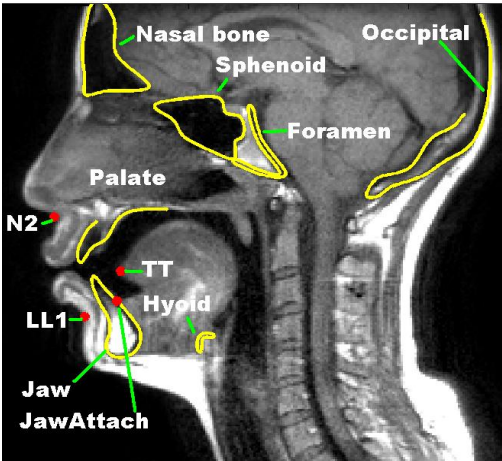 Nasal bone
Occipital
Sphenoid
Foramen
Palate
N2
TT
Hyoid
LL1
Jaw
JawAttach